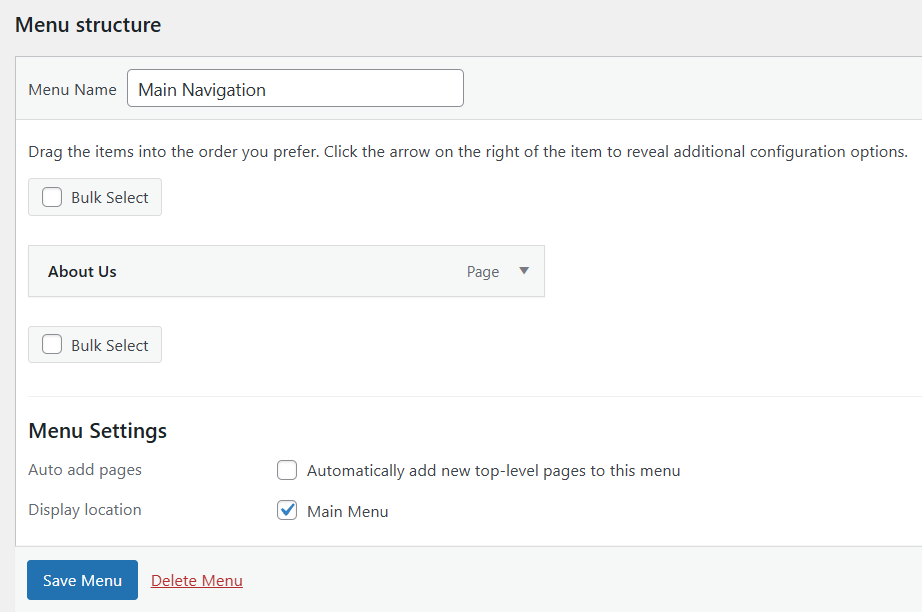 Menu structure
Menu Name Main Navigation
Drag the items into the order you prefer. Click the arrow on the right of the item to reveal additional configuration options.
Bulk Select
About Us Page
Bulk Select
Menu Settings
Auto add pages Automatically add new top-level pages to this menu
Display location Main Menu
Save Menu Delete Menu